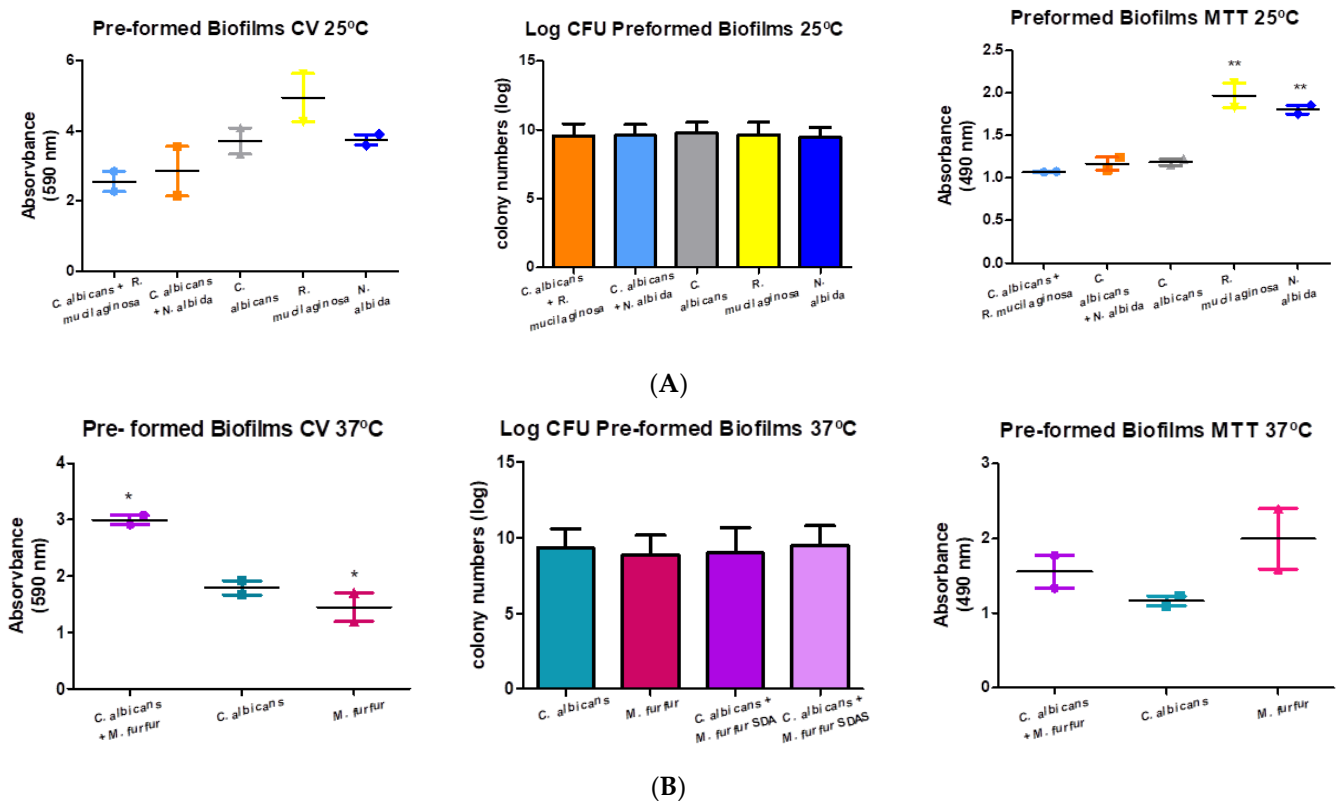 Pre-formed Biofilms CV 25ºC
Absorvbance
(590 nm)
6
4
2
0
C. albicans + R.
mucilaginosa
C. albicans
+ N. albida
C.
albicans
R.
mucilaginosa
N.
albida
Log CFU Preformed Biofilms 25ºC
colony numbers (log)
15
10
5
0
C. albicans
+ R.
mucilaginosa
C. albicans
+ N. albida
C.
albicans
R.
mucilaginosa
N.
albida
Preformed Biofilms MTT 25ºC
Absorbance
(490 nm)
2.5
2.0
1.5
1.0
0.5
0.0
**
**
C. albicans +
R. mucilaginosa
C.
albicans
+ N. albida
C.
albicans
R.
mucilaginosa
N.
albida
(A)
Pre- formed Biofilms CV 37ºC
Absorvbance
(590 nm)
4
3
2
1
0
*
*
C. albicans
+ M. furfur
C. albicans
M. furfur
Log CFU Pre-formed Biofilms 37ºC
colony numbers (log)
15
10
5
0
C. albicans
M. furfur
C. albicans +
M. furfur SDA
C. albicans +
M. furfur SDAS
Pre-formed Biofilms MTT 37ºC
Absorbance
(490 nm)
3
2
1
0
C. albicans
+ M. furfur
C. albicans
M. furfur
(B)